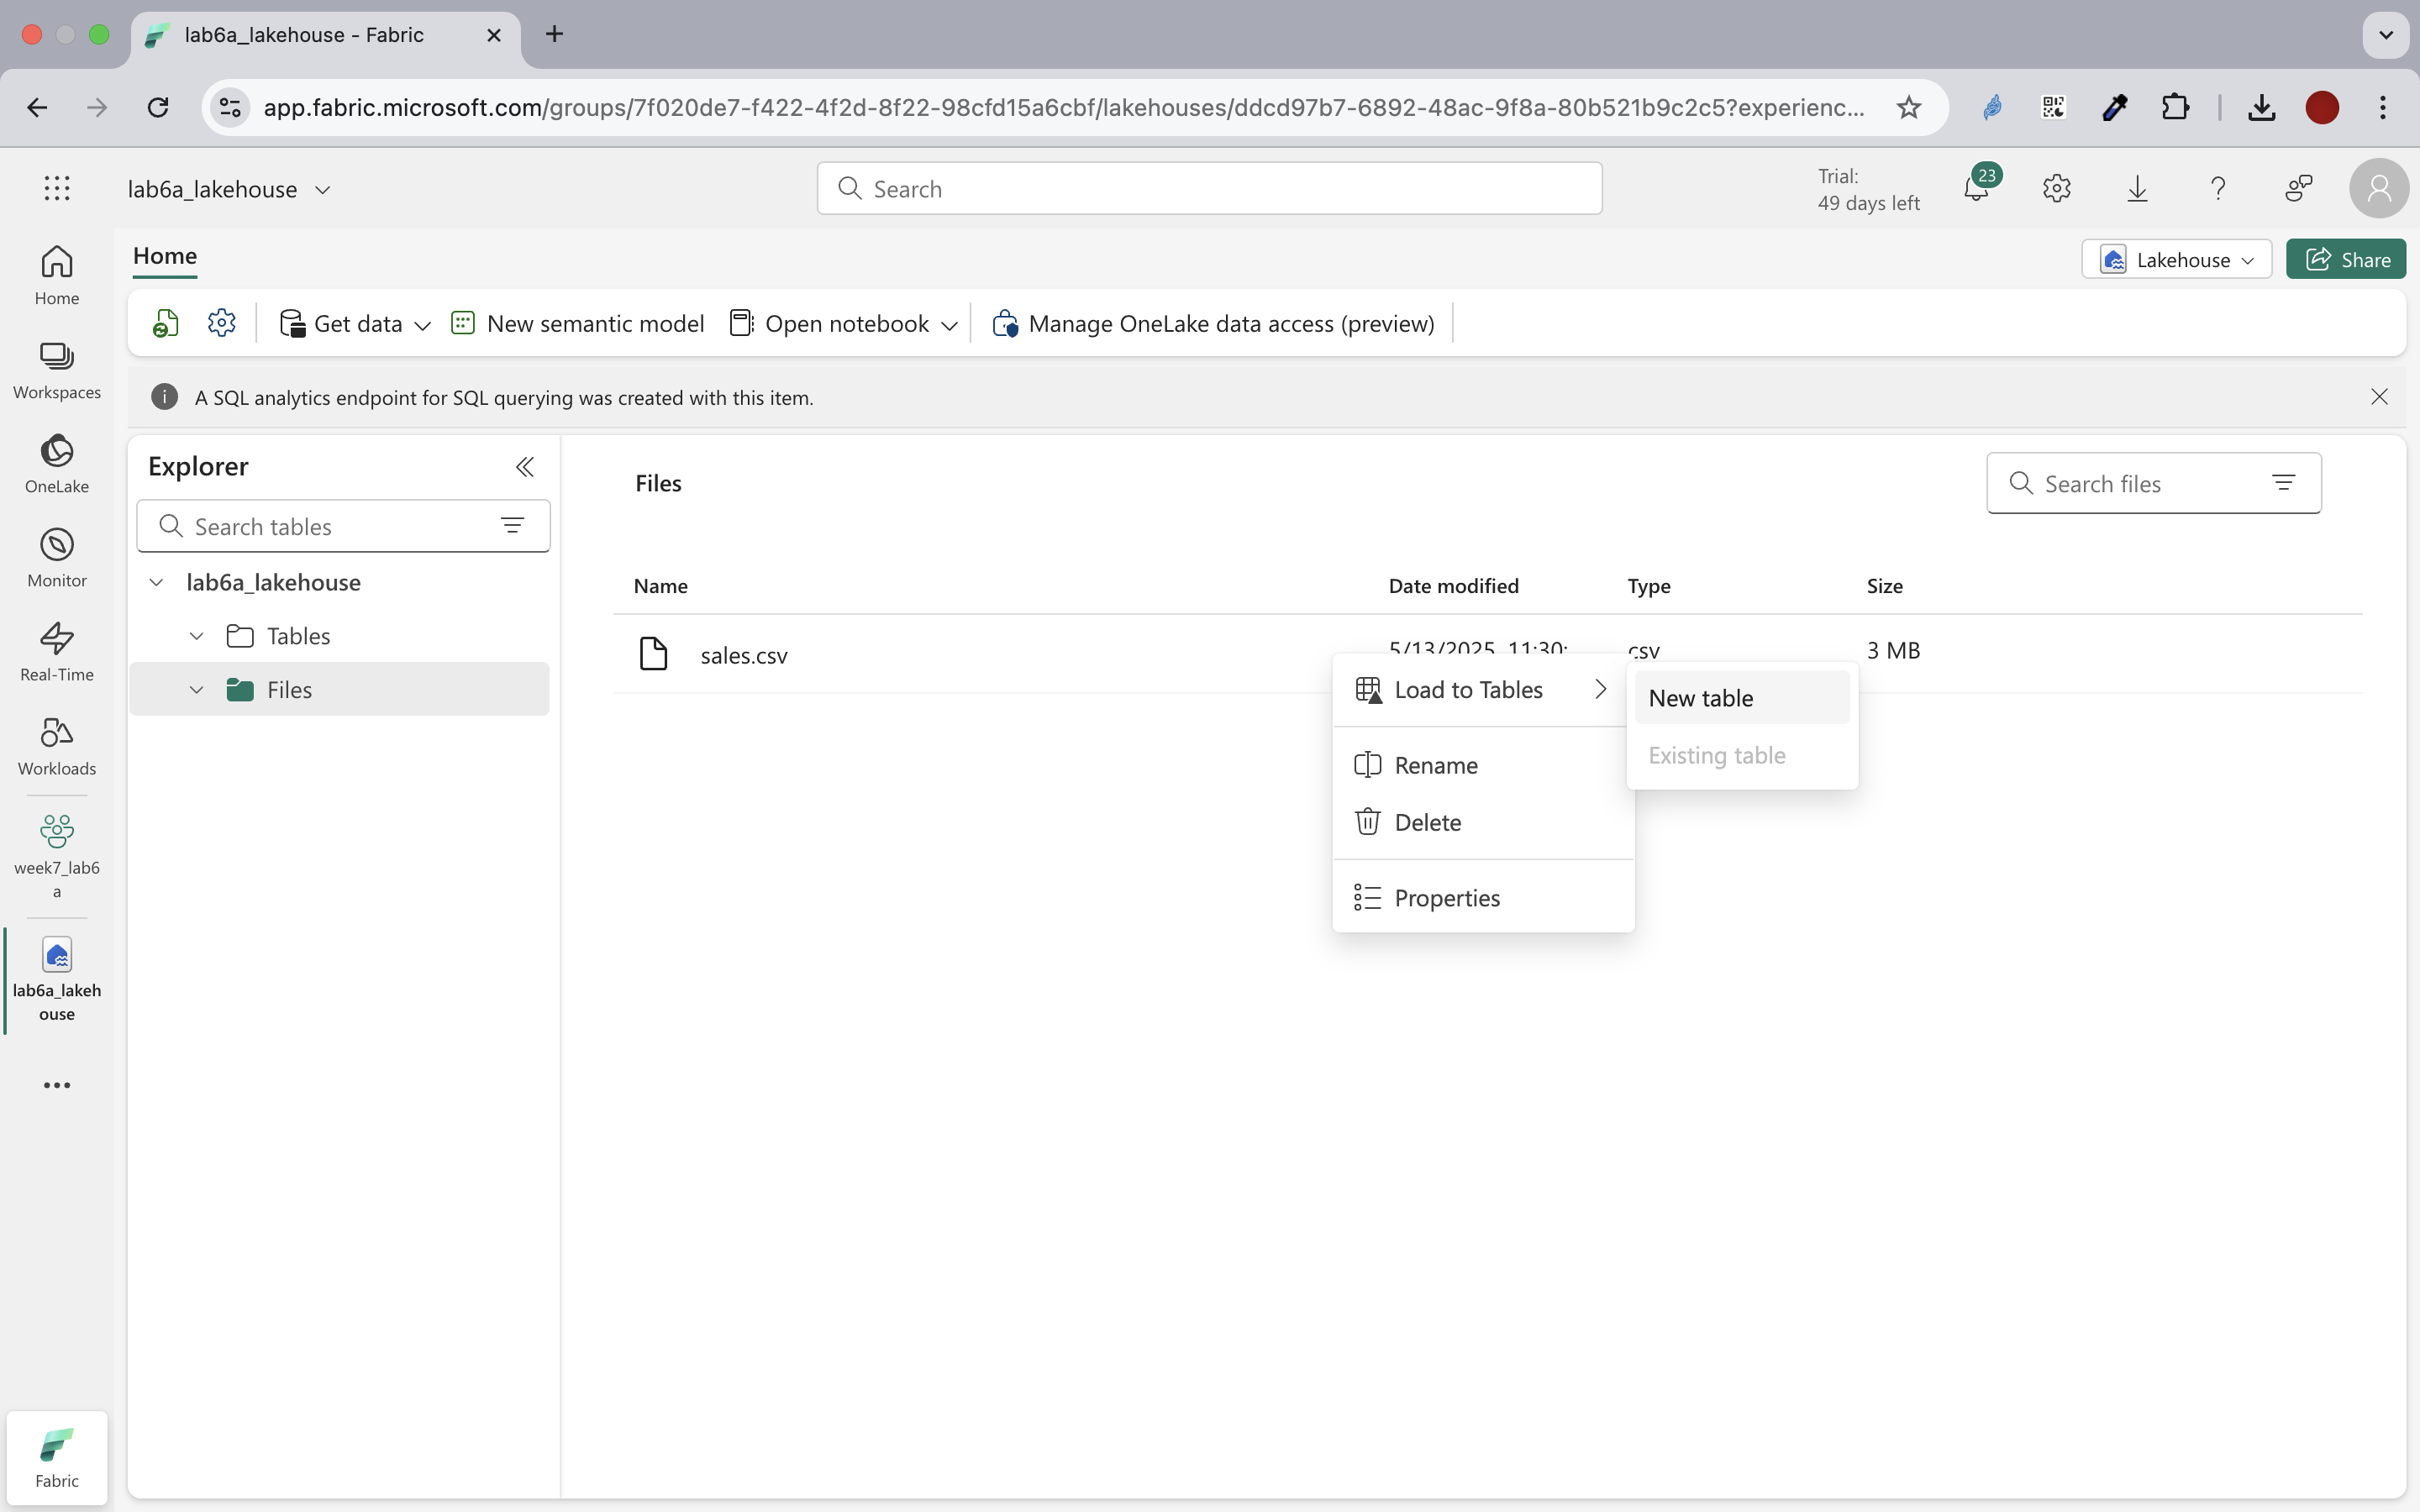 lab6a_lakehouse - Fabric
app.fabric.microsoft.com/groups/7f020de7-f422-4f2d-8f22-98cfd15a6cbf/lakehouses/ddcd97b7-6892-48ac-9f8a-80b521b9c2c5?experienc...
lab6a_lakehouse
Search
Trial:
49 days left
23
Home
Lakehouse
Share
Get data
New semantic model
Open notebook
Manage OneLake data access (preview)
A SQL analytics endpoint for SQL querying was created with this item.
Home
Workspaces
OneLake
Monitor
Real-Time
Workloads
week7_lab6
a
lab6a_lakeh
ouse
Fabric
Explorer
Search tables
lab6a_lakehouse
Tables
Files
Files
Search files
Name
Date modified
Type
Size
sales.csv
5/13/2025, 11:30:
csv
3 MB
Load to Tables
Rename
Delete
Properties
New table
Existing table